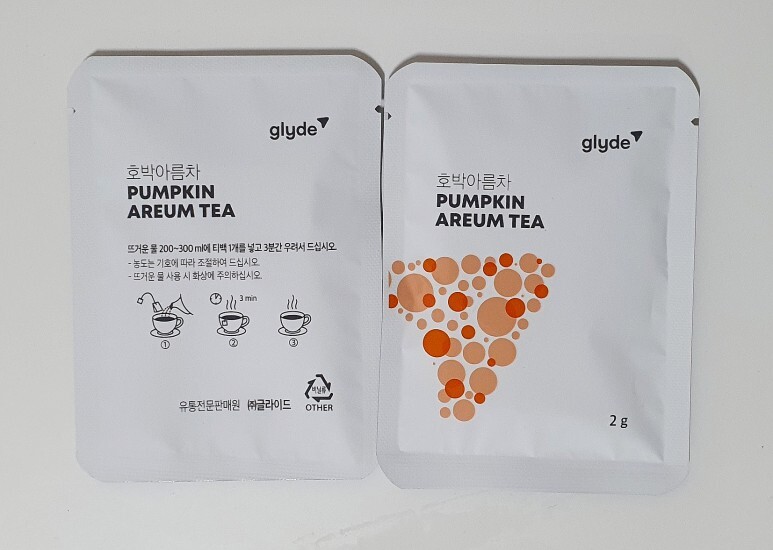 glyde
호박아름차
PUMPKIN
AREUM TEA
뜨거운 물 200~300 ml에 티백 1개를 넣고 3분간 우려서 드십시오.
- 농도는 기호에 따라 조절하여 드십시오.
- 뜨거운 물 사용 시 화상에 주의하십시오.
3 min
① ② ③
유통전문판매원 ㈜글라이드
비닐류
OTHER
glyde
호박아름차
PUMPKIN
AREUM TEA
2 g